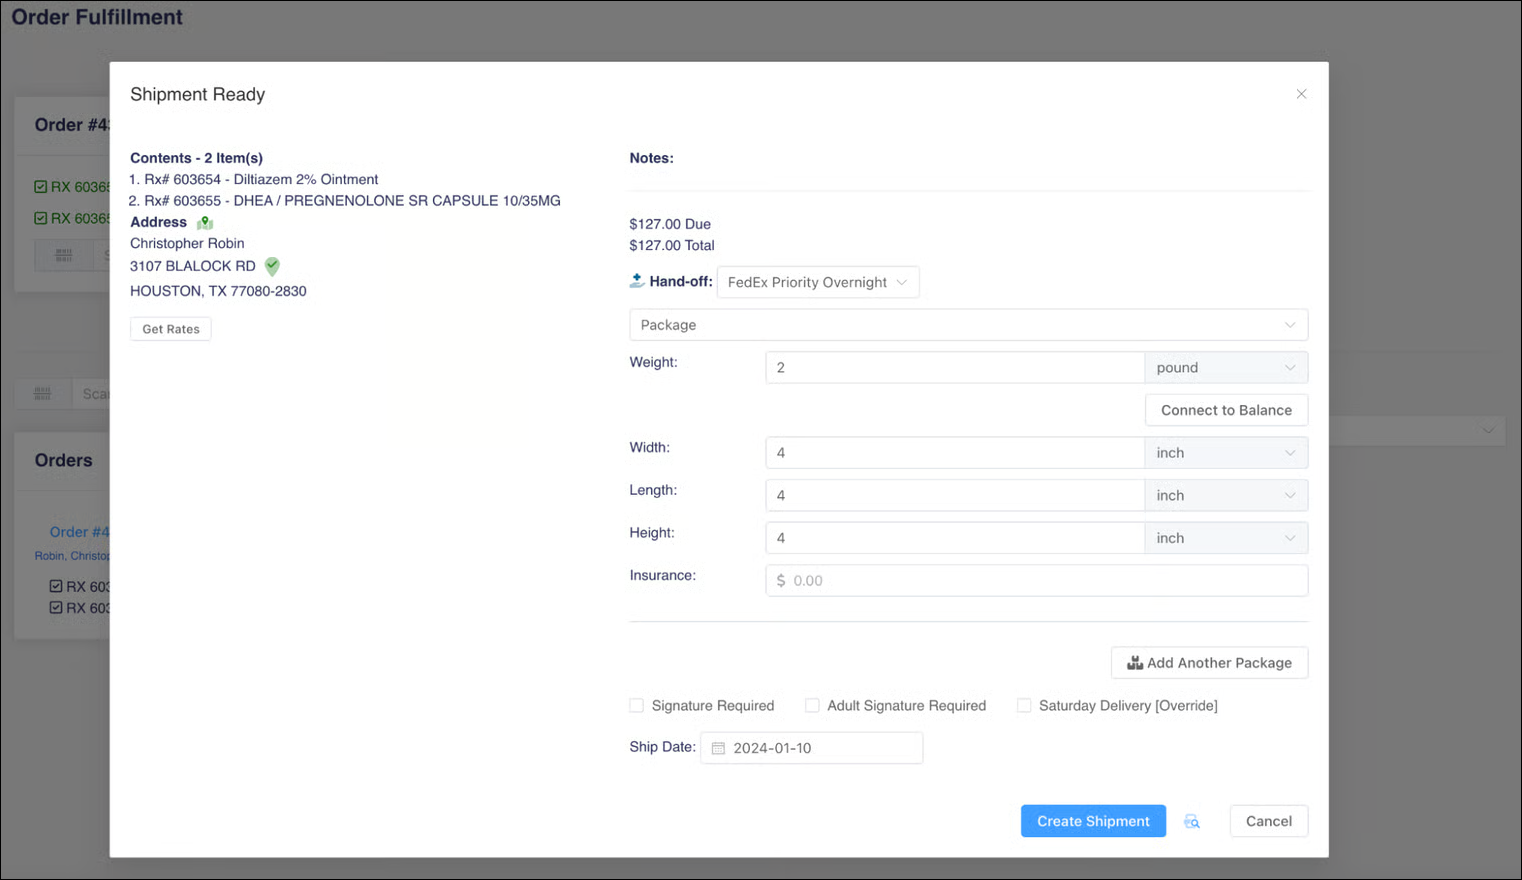 Order Fulfillment
Shipment Ready
Order #4
RX 6036
RX 6036
Contents - 2 Item(s)
1. Rx# 603654 - Diltiazem 2% Ointment
2. Rx# 603655 - DHEA / PREGNENOLONE SR CAPSULE 10/35MG
Address
Christopher Robin
3107 BLALOCK RD
HOUSTON, TX 77080-2830
Get Rates
Notes:
$127.00 Due
$127.00 Total
Hand-off: FedEx Priority Overnight
Package
Weight: 2 pound
Connect to Balance
Width: 4 inch
Length: 4 inch
Height: 4 inch
Insurance: $ 0.00
Add Another Package
Signature Required Adult Signature Required Saturday Delivery [Override]
Ship Date: 2024-01-10
Create Shipment Cancel
Orders
Order #4
Robin, Christop
RX 603
RX 603